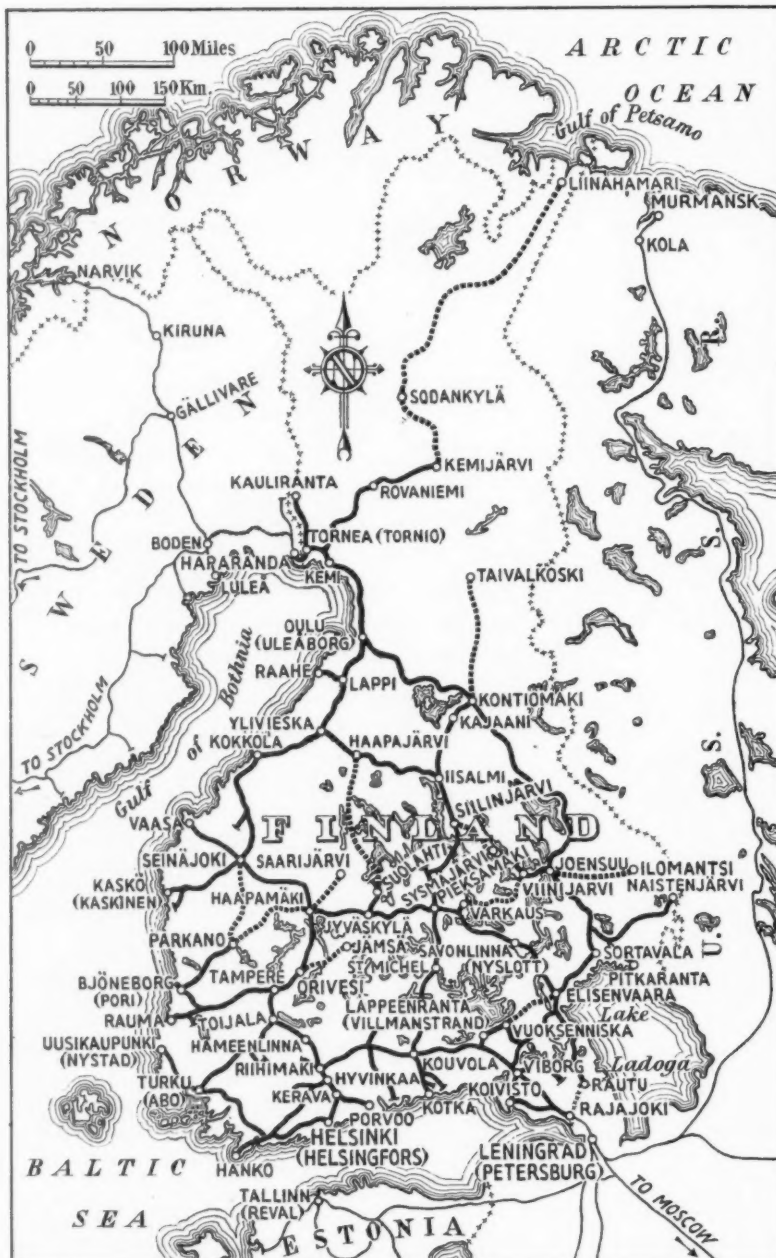 0 50 100 Miles
0 50 100 150 Km.
ARCTIC
OCEAN
Gulf of Petsamo
NORWAY
LIINAHAMARI
MURMANSK
KOLA
NARVIK
KIRUNA
GÄLLIVARE
SWEDEN
N
SODANKYLÄ
KEMIJÄRVI
ROVANIEMI
KAULIRANTA
TO STOCKHOLM
BODEN
TORNEA (TORNIO)
HAPARANDA
LULEÅ
KEMI
TAIVALKOSKI
U.S.S.R.
OULU
(ULEÅBORG)
RAAHE
LAPPI
Gulf of Bothnia
TO STOCKHOLM
YLIVIESKA
KOKKOLA
HAAPAJÄRVI
KONTIOMÄKI
KAJAANI
IISALMI
SIILINJÄRVI
FINLAND
VAASA
SEINÄJOKI
SAARIJÄRVI
SUOLAHTI
SYSMÄJÄRVI
PIEKSÄMÄKI
JOENSUU
VIINIJARVI
ILOMANTSI
NAISTENJÄRVI
KASKÖ
(KASKINEN)
HAAPAMÄKI
JYVÄSKYLÄ
VARKAUS
PARKANO
JÄMSÄ
SAVONLINNA
(NYSLOTT)
ST MICHEL
SORTAVALA
PITKARANTA
BJÖNEBORG
(PORI)
TAMPERE
ORIVESI
ELISENVAARA
RAUMA
TOIJALA
LAPPEENRANTA
(VILLMANSTRAND)
VUOKSENNISKA
Lake
Ladoga
UUSIKAUPUNKI
(NYSTAD)
HÄMEENLINNA
RIIHIMAKI
KOUVOLA
VIBORG
TURKU
(ABO)
HYVINKAA
KOIVISTO
RAUTU
KERAVA
KOTKA
RAJAJOKI
PORVOO
HELSINKI
(HELSINGFORS)
HANKO
LENINGRAD
(PETERSBURG)
BALTIC
SEA
TALLINN
(REVAL)
ESTONIA
TO MOSCOW